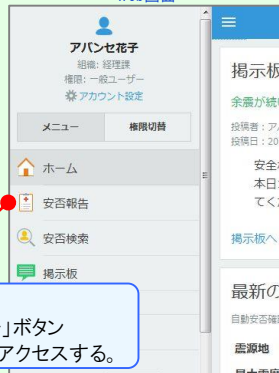 アバンセ花子
組織: 経理課
権限: 一般ユーザー
アカウント設定
メニュー
権限切替
ホーム
安否報告
安否検索
掲示板
」ボタン
アクセスする。
掲示板
余震が続
投稿者：ア
投稿日：20
安全
本日
てくだ
掲示板へ
最新の
自動安否確
震源地